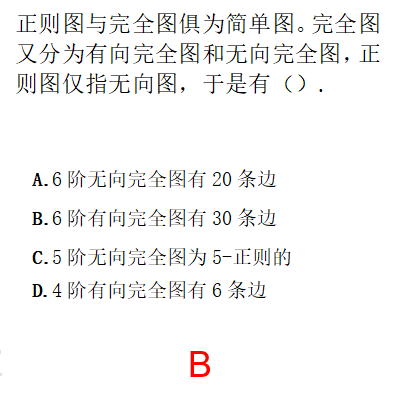 正则图与完全图俱为简单图。完全图
又分为有向完全图和无向完全图，正
则图仅指无向图，于是有（）.
A.6阶无向完全图有20条边
B.6阶有向完全图有30条边
C.5阶无向完全图为5-正则的
D.4阶有向完全图有6条边
B